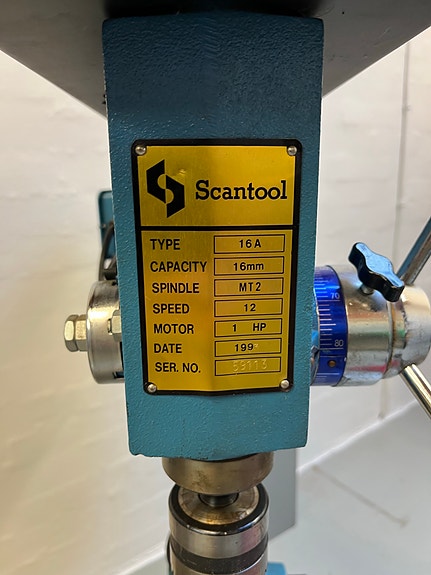 Scantool
TYPE 16A
CAPACITY 16mm
SPINDLE MT2
SPEED 12
MOTOR 1 HP
DATE
SER. NO.
70
80